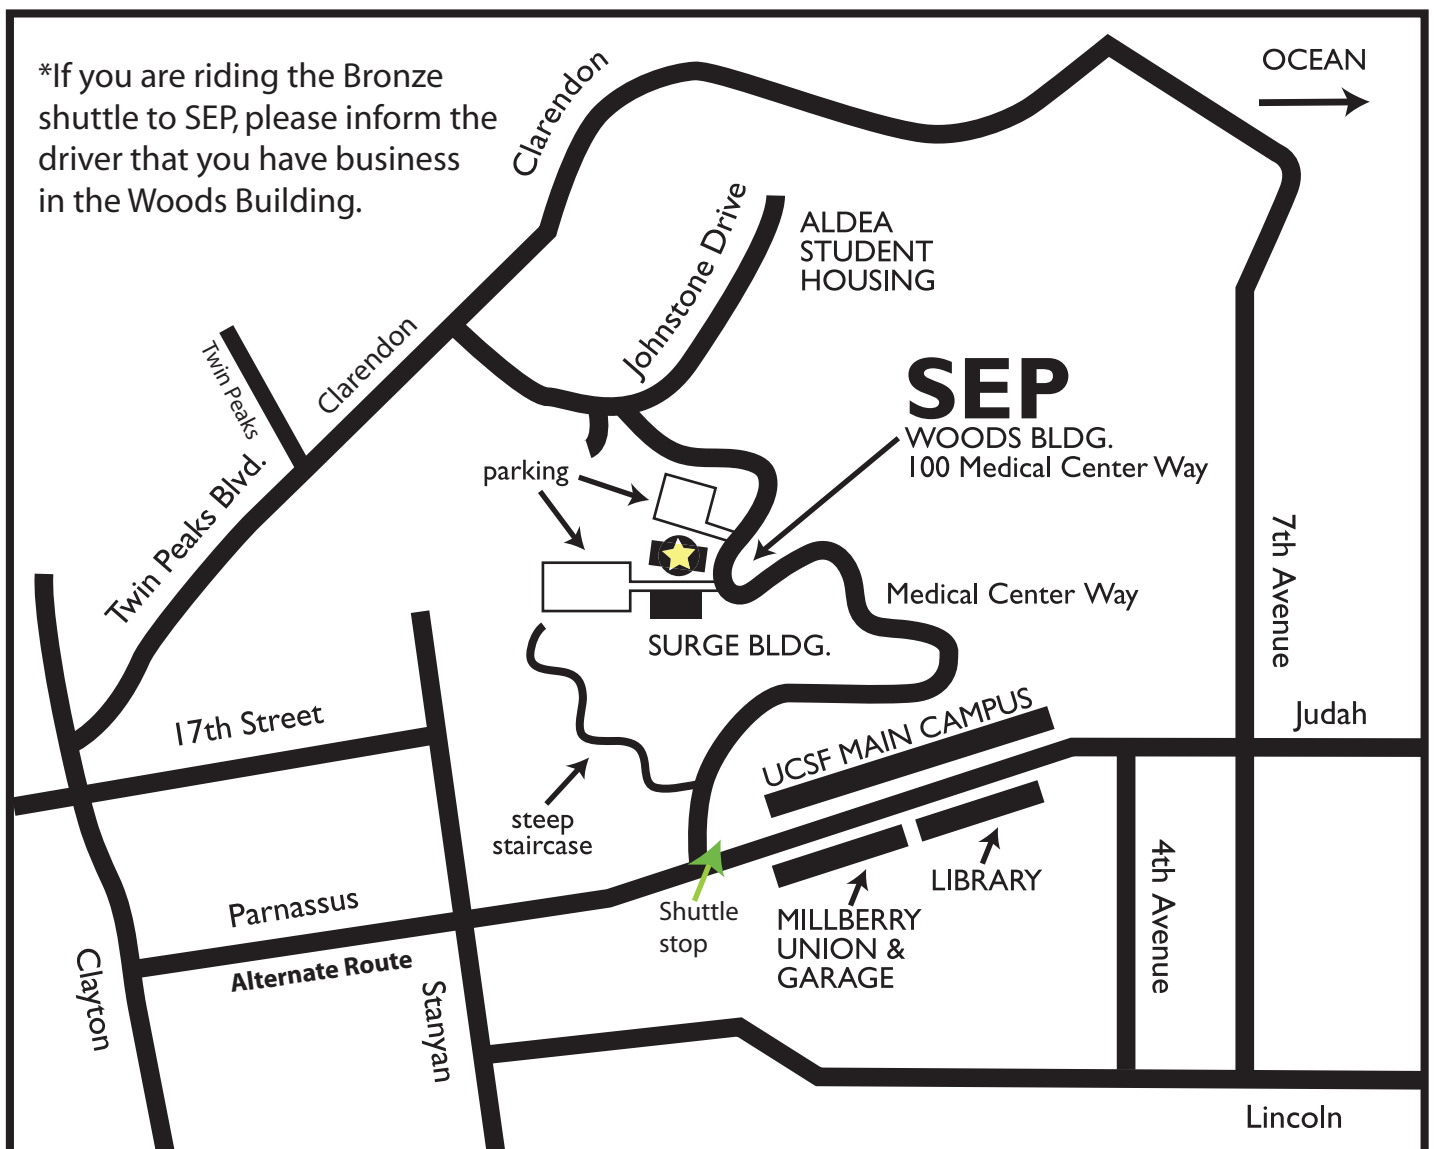 *If you are riding the Bronze
shuttle to SEP, please inform the
driver that you have business
in the Woods Building.
Clarendon
OCEAN
Johnstone Drive
ALDEA
STUDENT
HOUSING
Twin Peaks
Clarendon
SEP
WOODS BLDG.
100 Medical Center Way
parking
Twin Peaks Blvd.
7th Avenue
Medical Center Way
SURGE BLDG.
17th Street
UCSF MAIN CAMPUS
Judah
steep
staircase
4th Avenue
LIBRARY
Parnassus
Alternate Route
Shuttle
stop
MILLBERRY
UNION &
GARAGE
Clayton
Stanyan
Lincoln